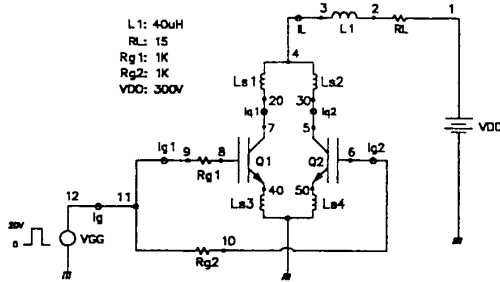 L1: 40uH
RL: 15
Rg1: 1K
Rg2: 1K
VDD: 300V
3
2
1
IL
L1
RL
4
Ls1
Ls2
20
30
Iq1
Iq2
7
5
VDD
Ig1
Ig2
9
8
6
Rg1
Q1
Q2
12
11
40
50
Ig
Ls3
Ls4
20V
0
VGG
10
Rg2